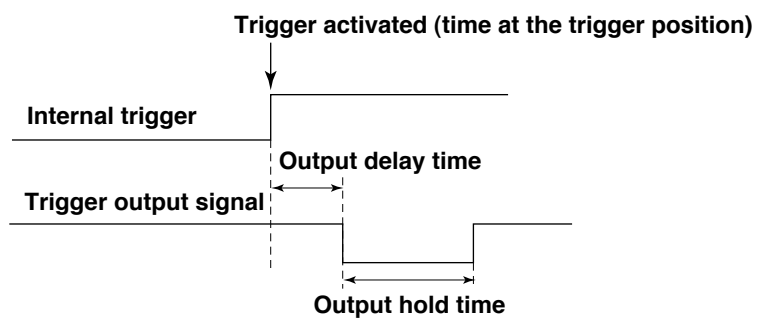 Trigger activated (time at the trigger position)
Internal trigger
Output delay time
Trigger output signal
Output hold time